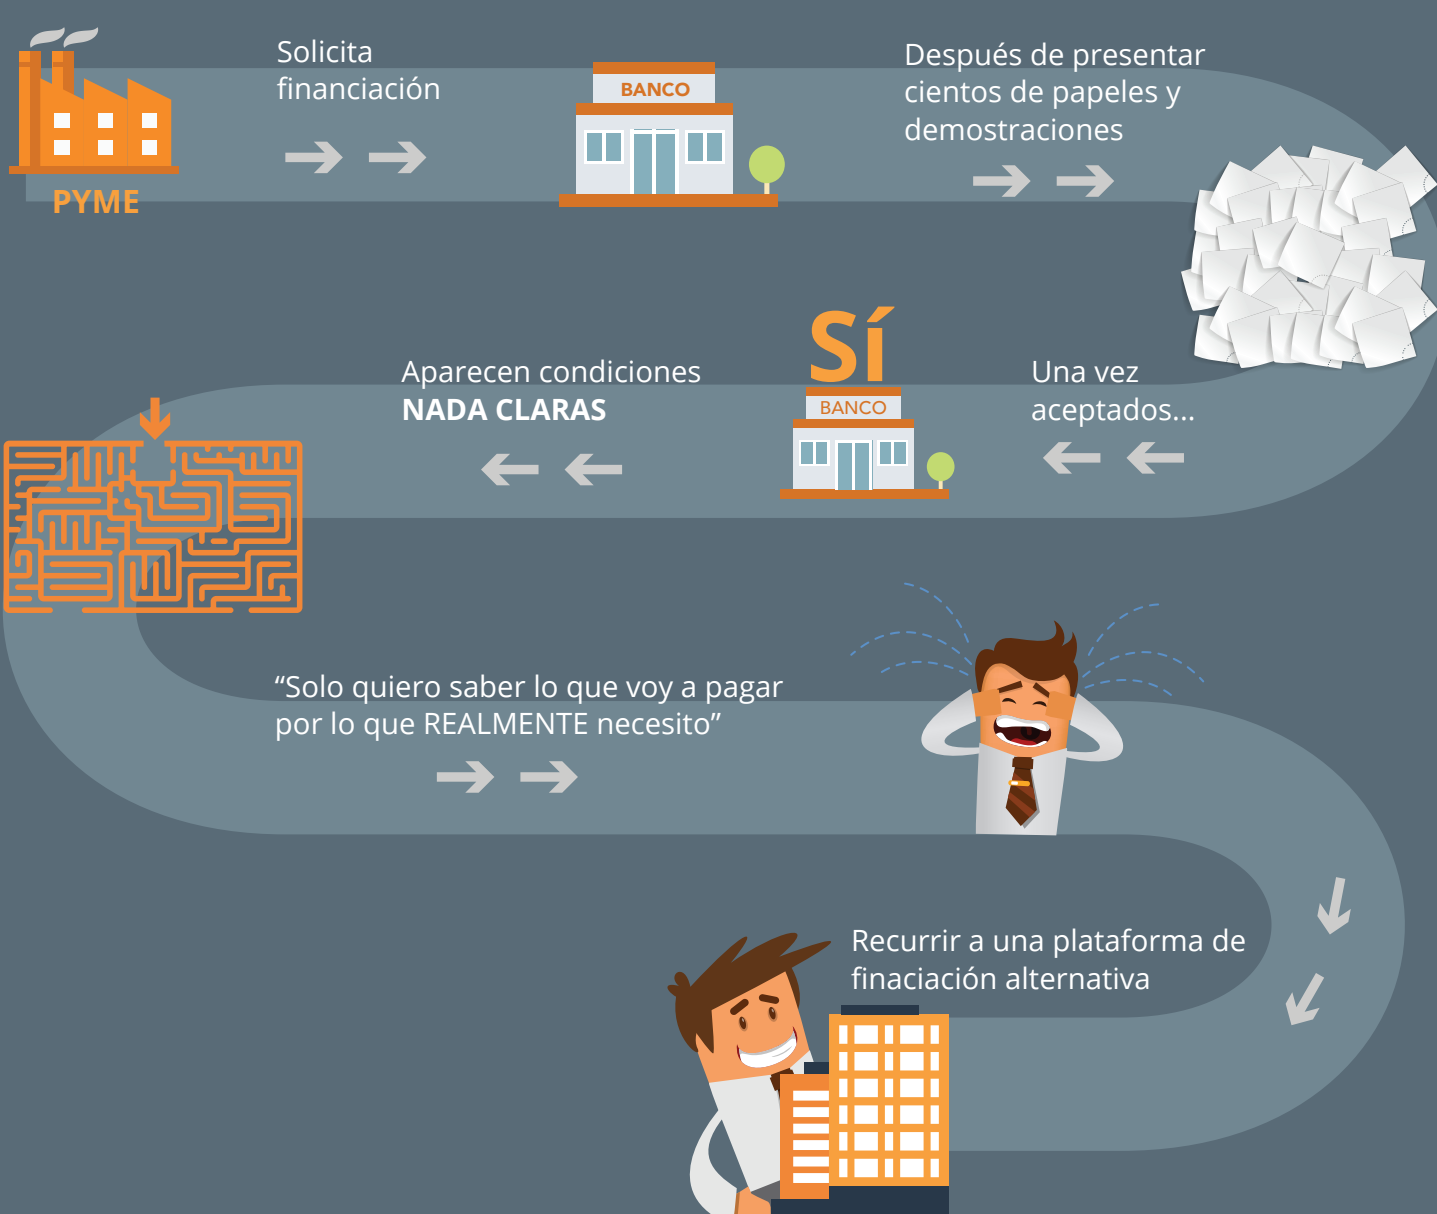 Solicita
financiación
BANCO
PYME
Después de presentar
cientos de papeles y
demostraciones
Una vez
aceptados...
Sí
BANCO
Aparecen condiciones
NADA CLARAS
“Solo quiero saber lo que voy a pagar
por lo que REALMENTE necesito”
Recurrir a una plataforma de
finaciación alternativa